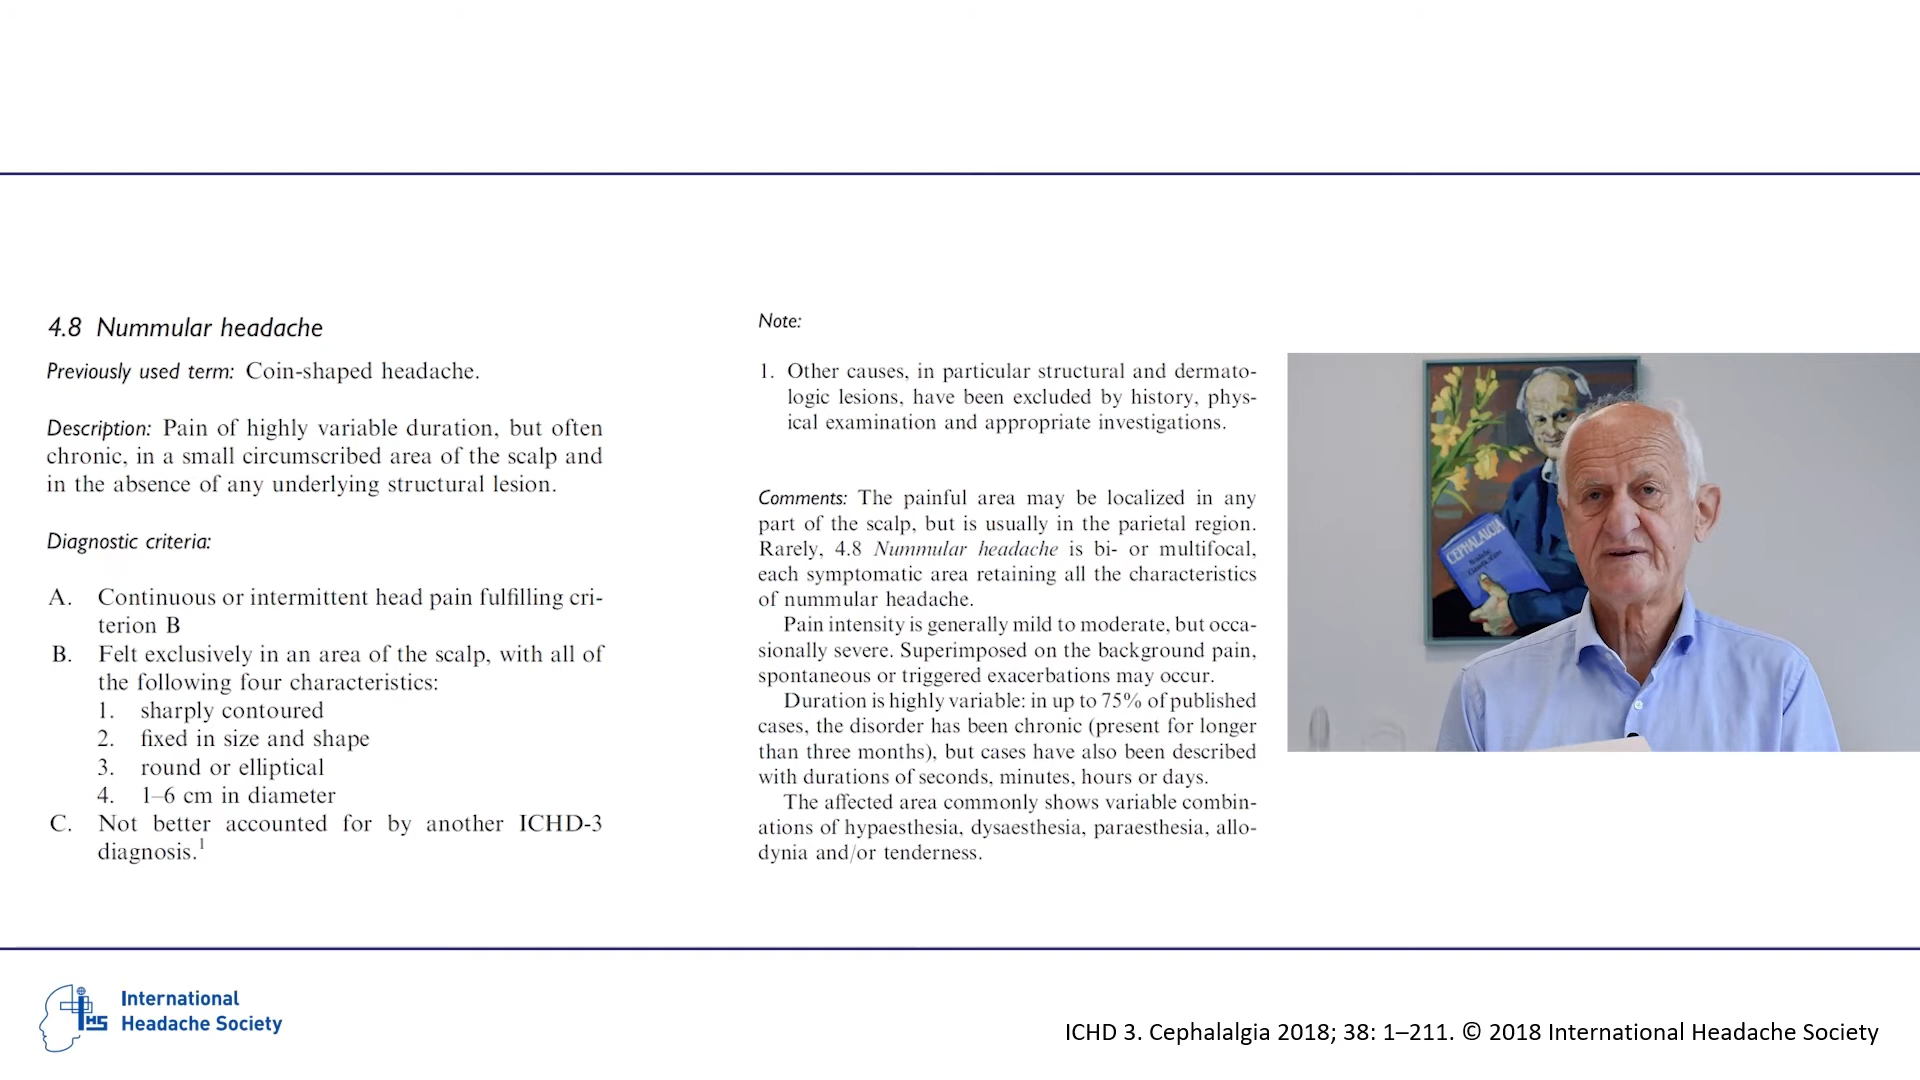 4.8 Nummular headache
Previously used term: Coin-shaped headache.
Description: Pain of highly variable duration, but often
chronic, in a small circumscribed area of the scalp and
in the absence of any underlying structural lesion.
Diagnostic criteria:
A. Continuous or intermittent head pain fulfilling cri-
terion B
B. Felt exclusively in an area of the scalp, with all of
the following four characteristics:
1. sharply contoured
2. fixed in size and shape
3. round or elliptical
4. 1–6 cm in diameter
C. Not better accounted for by another ICHD-3
diagnosis.1
Note:
1. Other causes, in particular structural and dermato-
logic lesions, have been excluded by history, phys-
ical examination and appropriate investigations.
Comments: The painful area may be localized in any
part of the scalp, but is usually in the parietal region.
Rarely, 4.8 Nummular headache is bi- or multifocal,
each symptomatic area retaining all the characteristics
of nummular headache.
Pain intensity is generally mild to moderate, but occa-
sionally severe. Superimposed on the background pain,
spontaneous or triggered exacerbations may occur.
Duration is highly variable: in up to 75% of published
cases, the disorder has been chronic (present for longer
than three months), but cases have also been described
with durations of seconds, minutes, hours or days.
The affected area commonly shows variable combin-
ations of hypaesthesia, dysaesthesia, paraesthesia, allo-
dynia and/or tenderness.
CEPHALALGIA
IHS
International
Headache Society
ICHD 3. Cephalalgia 2018; 38: 1–211. © 2018 International Headache Society